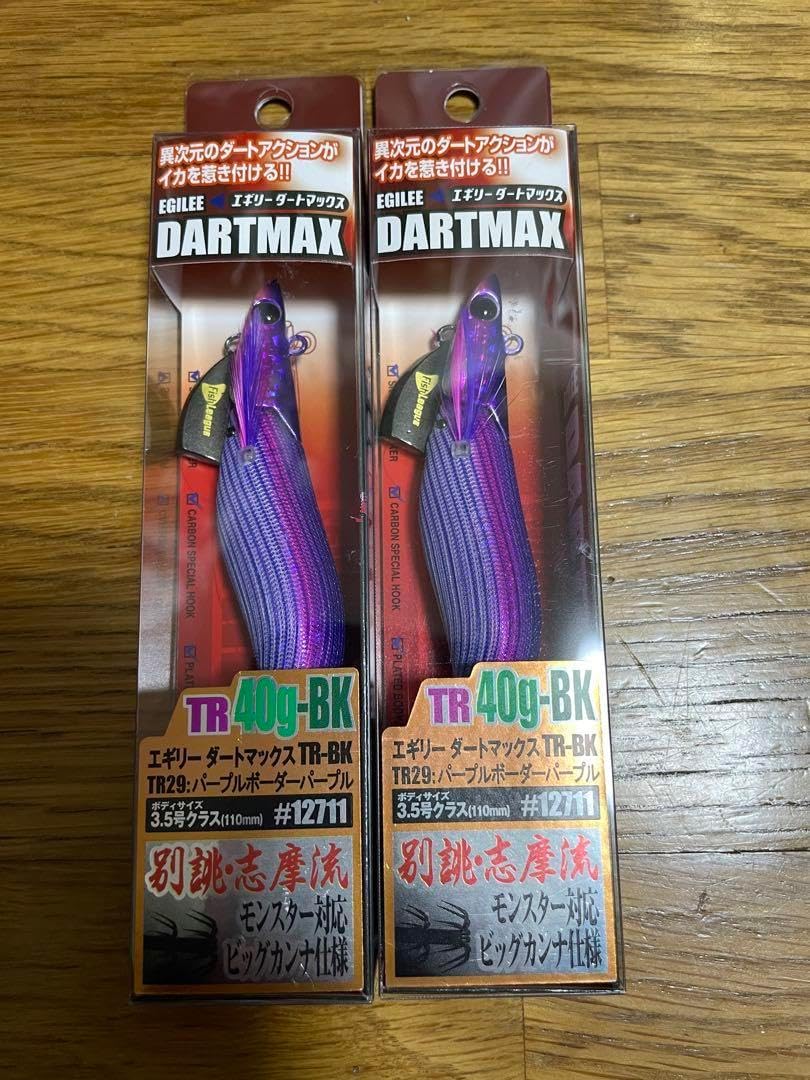 異次元のダートアクションが
イカを惹き付ける!!
EGILEE エギリーダートマックス
DARTMAX
FishLeague
CARBON SPECIAL HOOK
PLATED BODY
TR 40g-BK
エギリー ダートマックス TR-BK
TR29:パープルボーダーパープル
ボディサイズ
3.5号クラス(110mm) #12711
別誂・志摩流
モンスター対応
ビッグカンナ仕様
異次元のダートアクションが
イカを惹き付ける!!
EGILEE エギリーダートマックス
DARTMAX
FishLeague
CARBON SPECIAL HOOK
PLATED BODY
TR 40g-BK
エギリー ダートマックス TR-BK
TR29:パープルボーダーパープル
ボディサイズ
3.5号クラス(110mm) #12711
別誂・志摩流
モンスター対応
ビッグカンナ仕様